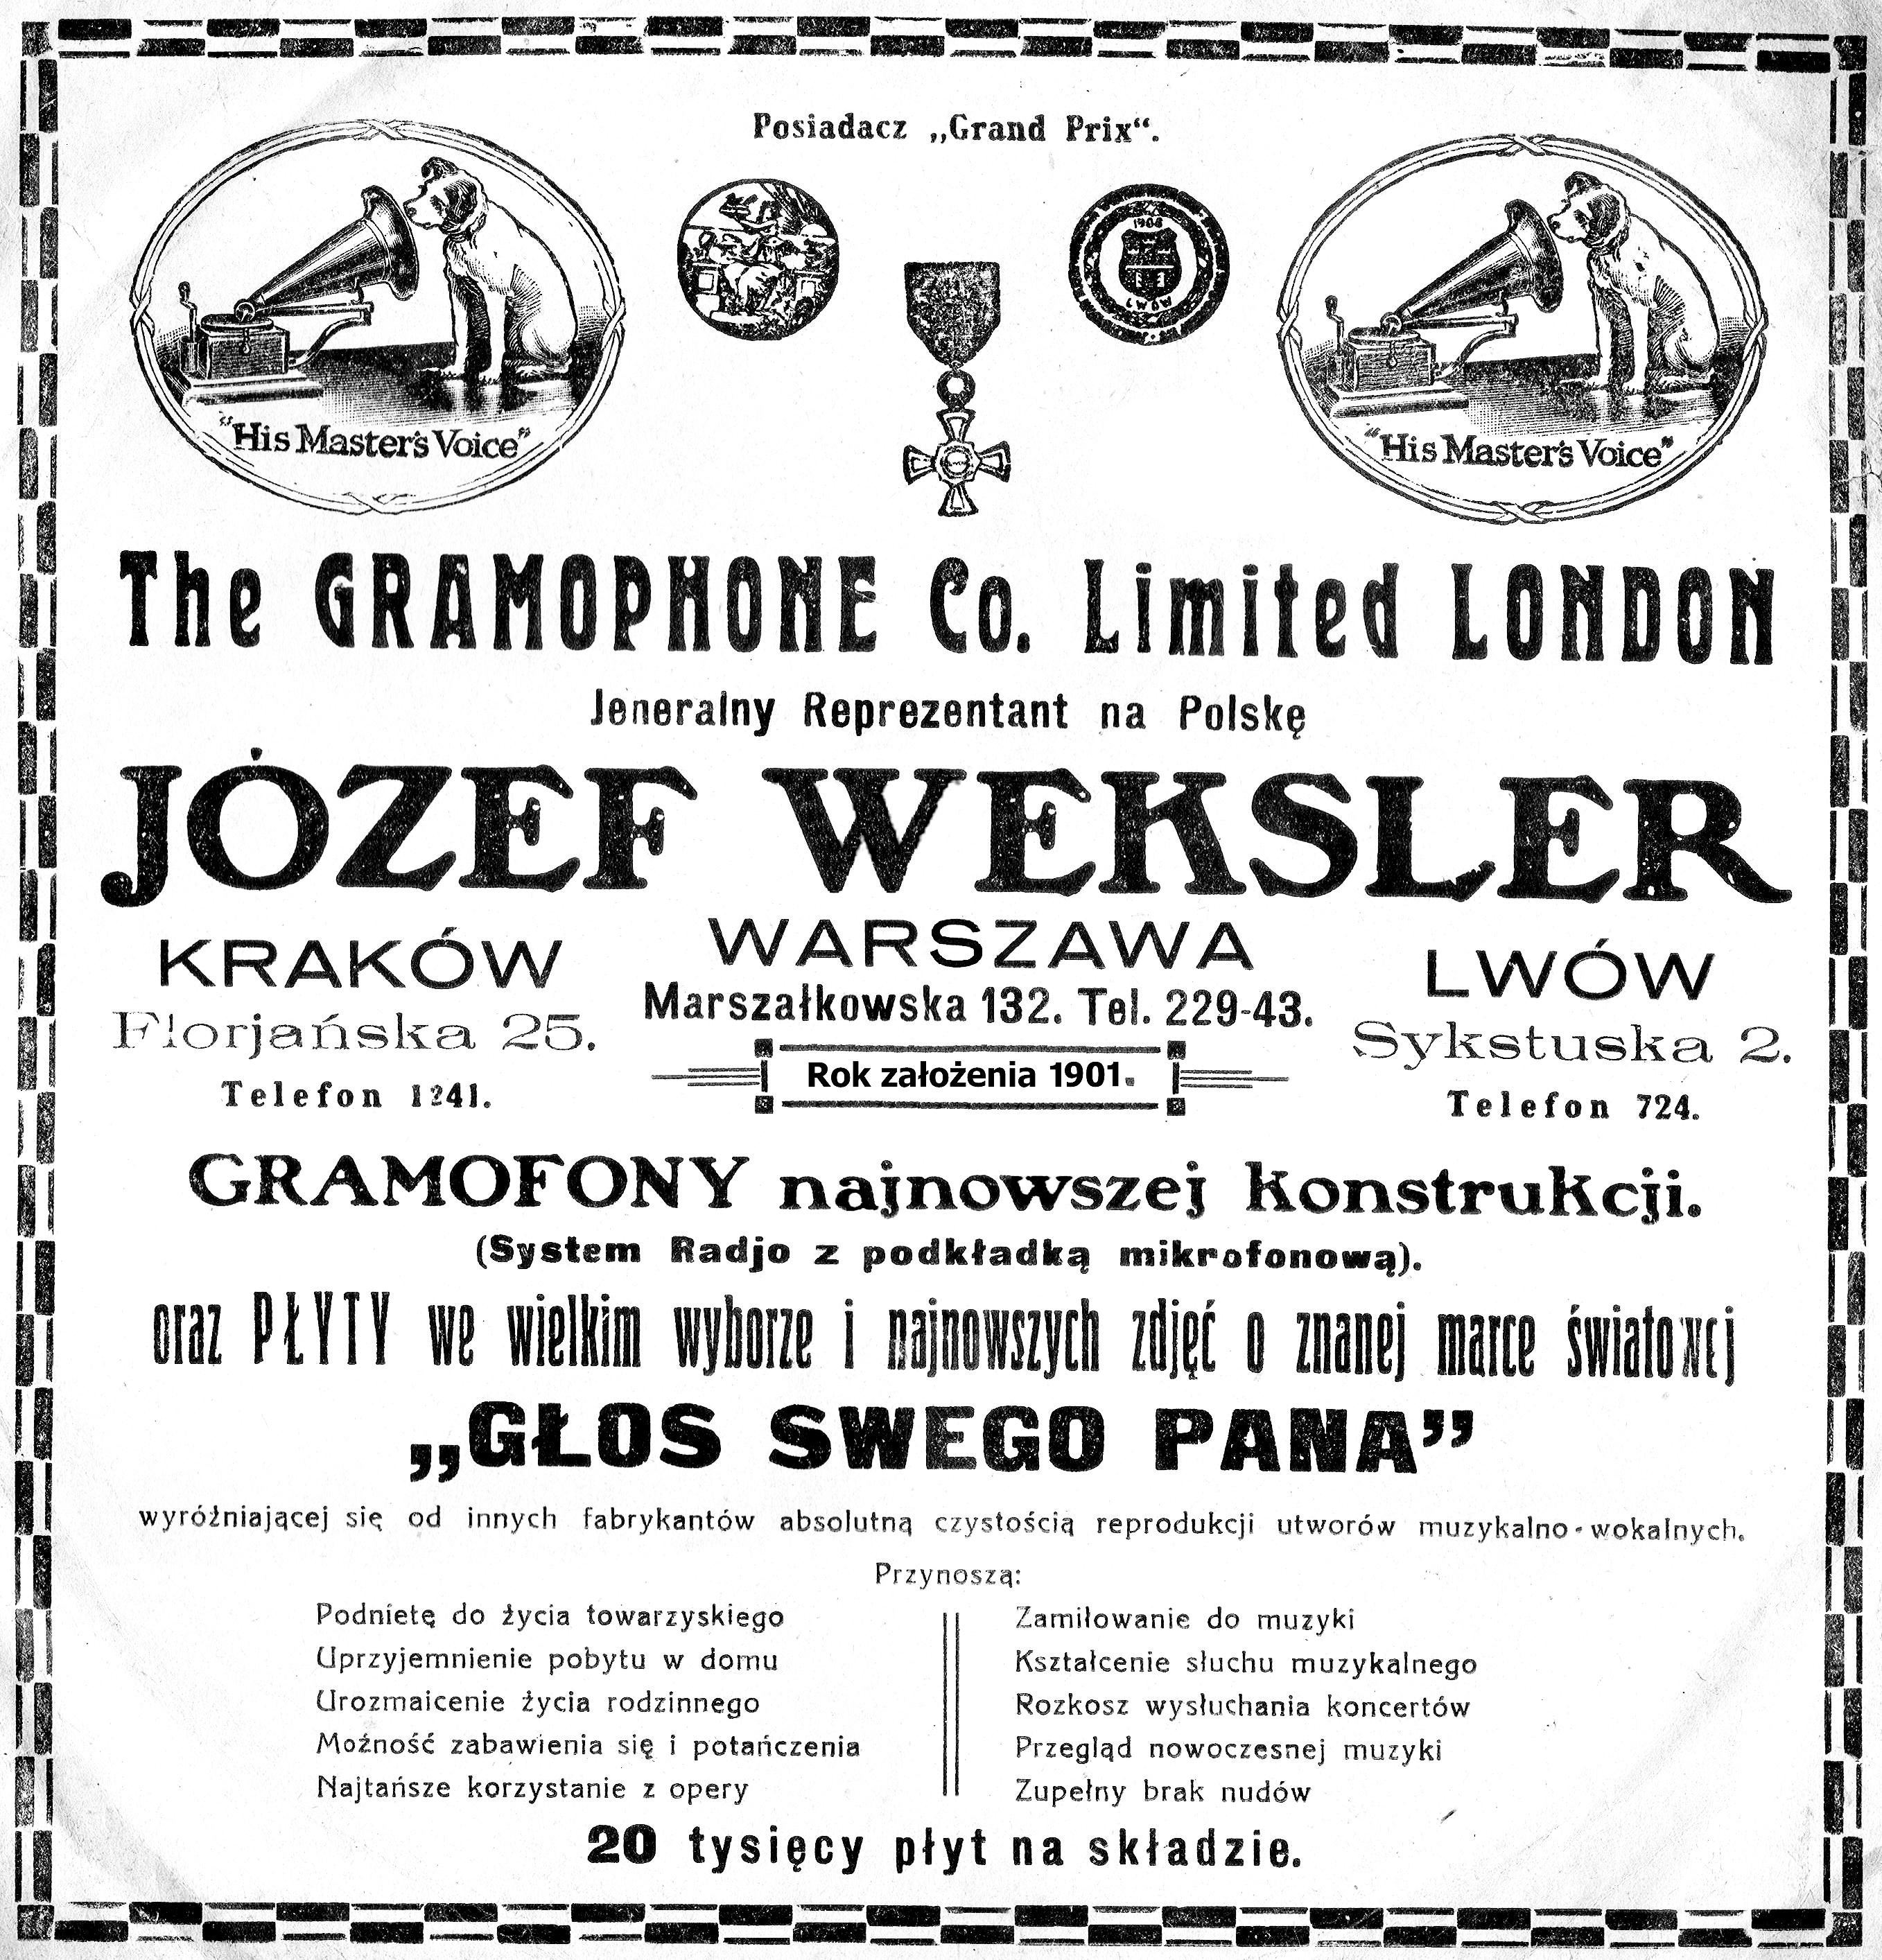 Posiadacz „Grand Prix“.
1906
LWÓW
"His Master's Voice"
"His Master's Voice"
The GRAMOPHONE Co. Limited LONDON
Jeneralny Reprezentant na Polskę
JÓZEF WEKSLER
KRAKÓW
Florjańska 25.
Telefon 1241.
WARSZAWA
Marszałkowska 132. Tel. 229-43.
Rok założenia 1901.
LWÓW
Sykstuska 2.
Telefon 724.
GRAMOFONY najnowszej konstrukcji.
(System Radjo z podkładką mikrofonową).
oraz PŁYTY we wielkim wyborze i najnowszych zdjęć o znanej marce światowej
„GŁOS SWEGO PANA”
wyróżniającej się od innych fabrykantów absolutną czystością reprodukcji utworów muzykalno-wokalnych.
Przynoszą:
Podnietę do życia towarzyskiego
Uprzyjemnienie pobytu w domu
Urozmaicenie życia rodzinnego
Możność zabawienia się i potańczenia
Najtańsze korzystanie z opery
Zamiłowanie do muzyki
Kształcenie słuchu muzykalnego
Rozkosz wysłuchania koncertów
Przegląd nowoczesnej muzyki
Zupełny brak nudów
20 tysięcy płyt na składzie.